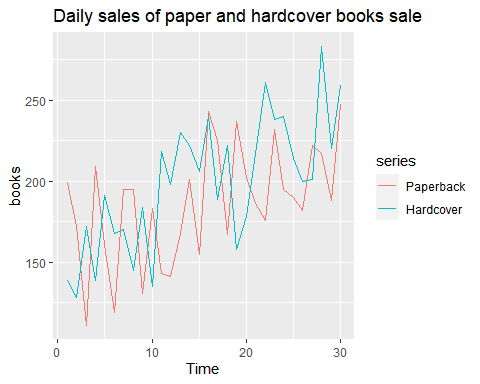 Daily sales of paper and hardcover books sale
250
200
150
books
0
10
20
30
Time
series
Paperback
Hardcover